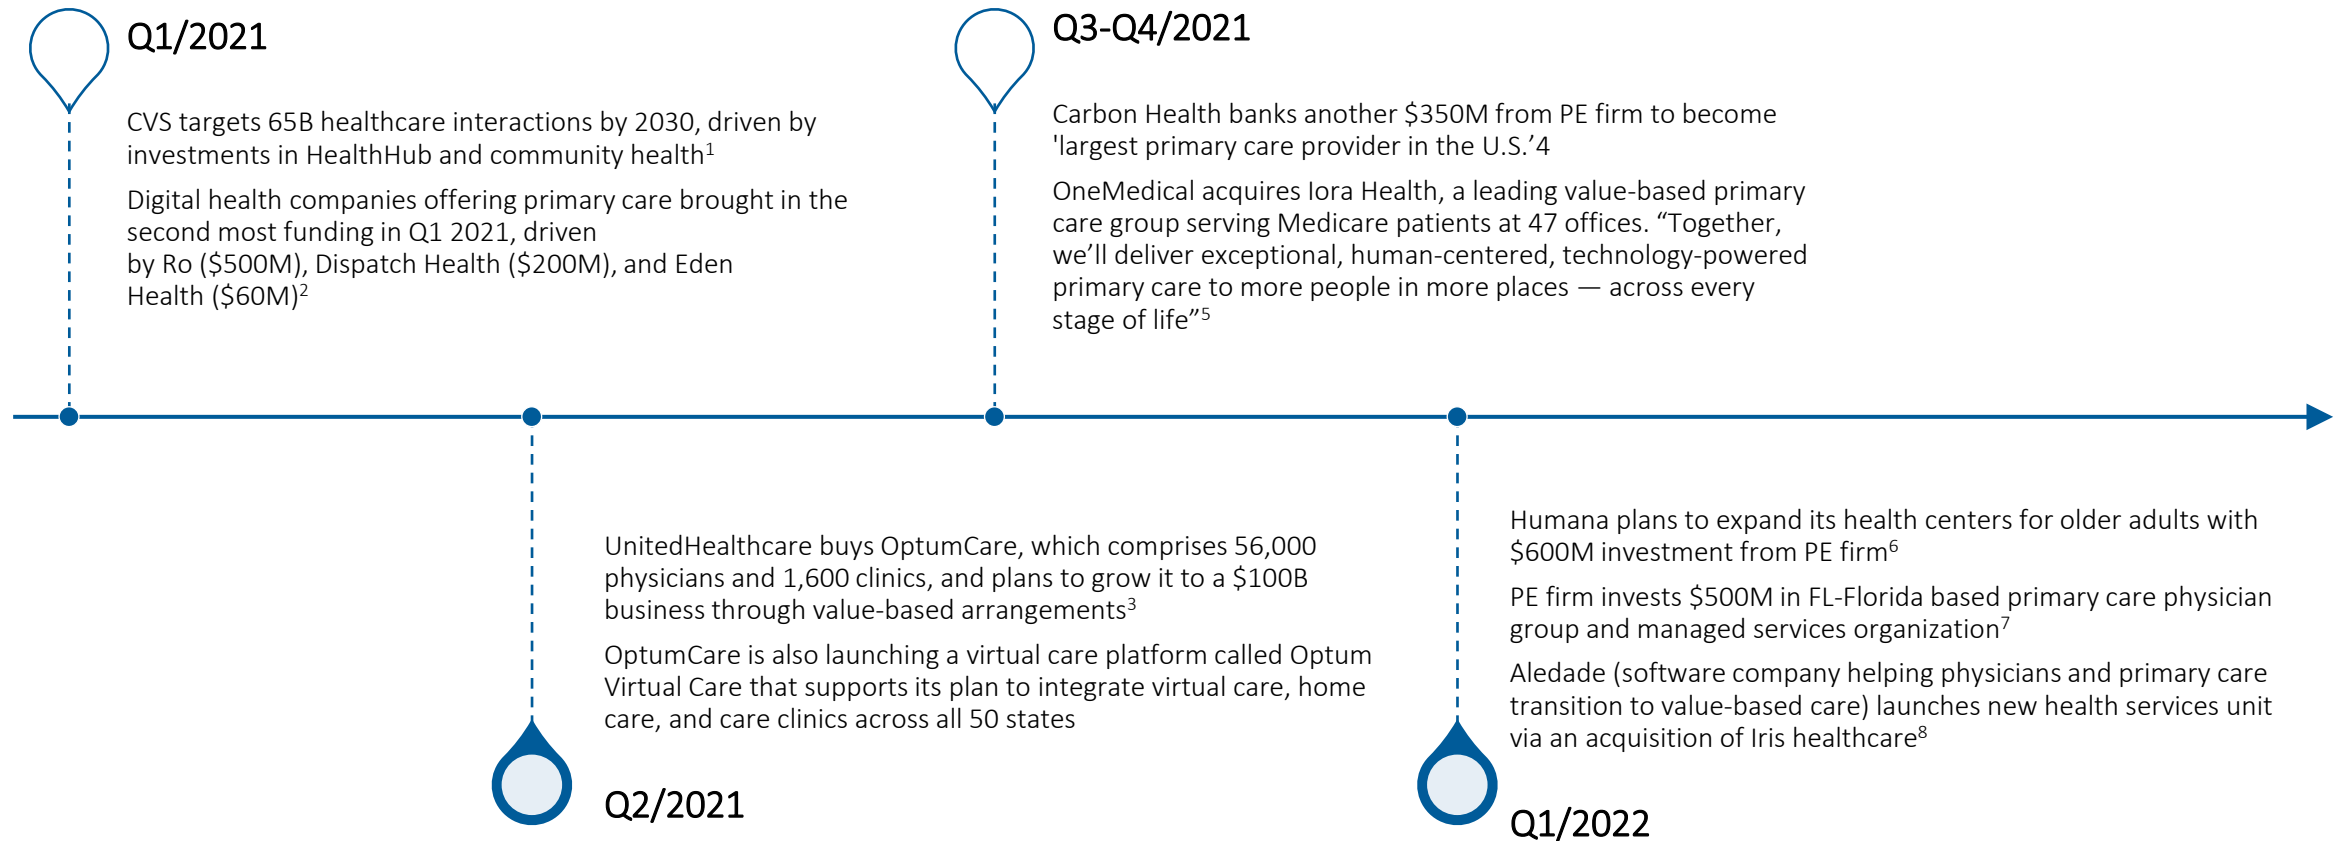 Q1/2021
CVS targets 65B healthcare interactions by 2030, driven by
investments in HealthHub and community health1
Digital health companies offering primary care brought in the
second most funding in Q1 2021, driven
by Ro ($500M), Dispatch Health ($200M), and Eden
Health ($60M)2
UnitedHealthcare buys OptumCare, which comprises 56,000
physicians and 1,600 clinics, and plans to grow it to a $100B
business through value-based arrangements3
OptumCare is also launching a virtual care platform called Optum
Virtual Care that supports its plan to integrate virtual care, home
care, and care clinics across all 50 states
Q2/2021
Q3-Q4/2021
Carbon Health banks another $350M from PE firm to become
'largest primary care provider in the U.S.’4
OneMedical acquires Iora Health, a leading value-based primary
care group serving Medicare patients at 47 offices. “Together,
we’ll deliver exceptional, human-centered, technology-powered
primary care to more people in more places — across every
stage of life”5
Humana plans to expand its health centers for older adults with
$600M investment from PE firm6
PE firm invests $500M in FL-Florida based primary care physician
group and managed services organization7
Aledade (software company helping physicians and primary care
transition to value-based care) launches new health services unit
via an acquisition of Iris healthcare8
Q1/2022